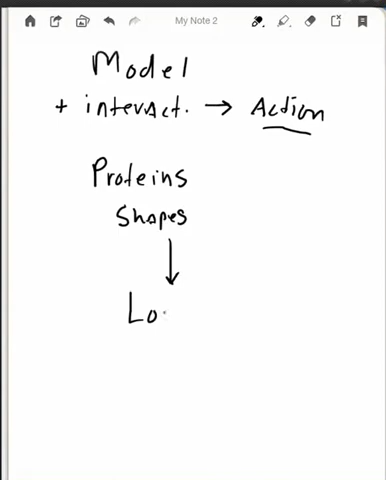 My Note 2
Model
+ interact. → Action
Proteins
Shapes
↓
Lo